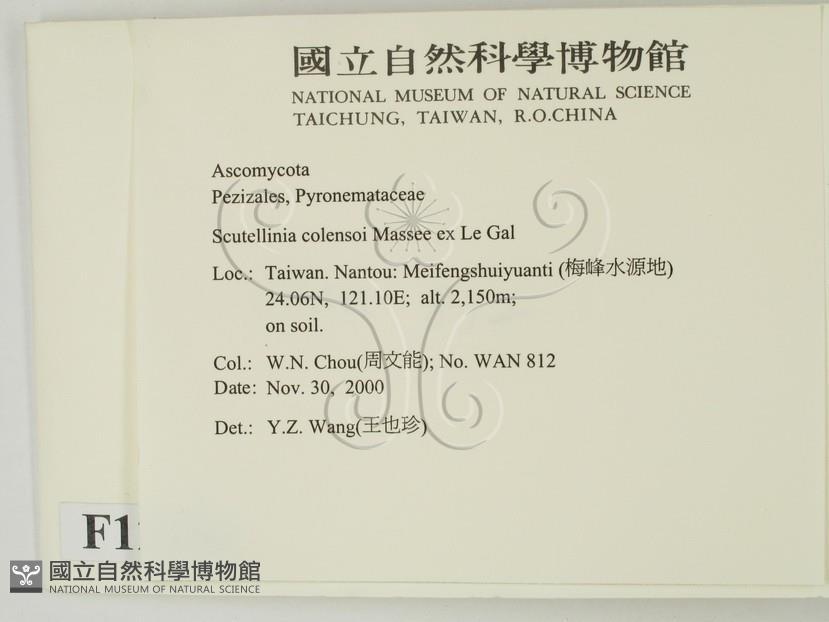 國立自然科學博物館
NATIONAL MUSEUM OF NATURAL SCIENCE
TAICHUNG, TAIWAN, R.O.CHINA
Ascomycota
Pezizales, Pyronemataceae
Scutellinia colensoi Massee ex Le Gal
Loc.: Taiwan. Nantou: Meifengshuiyuanti (梅峰水源地)
24.06N, 121.10E; alt. 2,150m;
on soil.
Col.: W.N. Chou(周文能); No. WAN 812
Date: Nov. 30, 2000
Det.: Y.Z. Wang(王也珍)
國立自然科學博物館
NATIONAL MUSEUM OF NATURAL SCIENCE